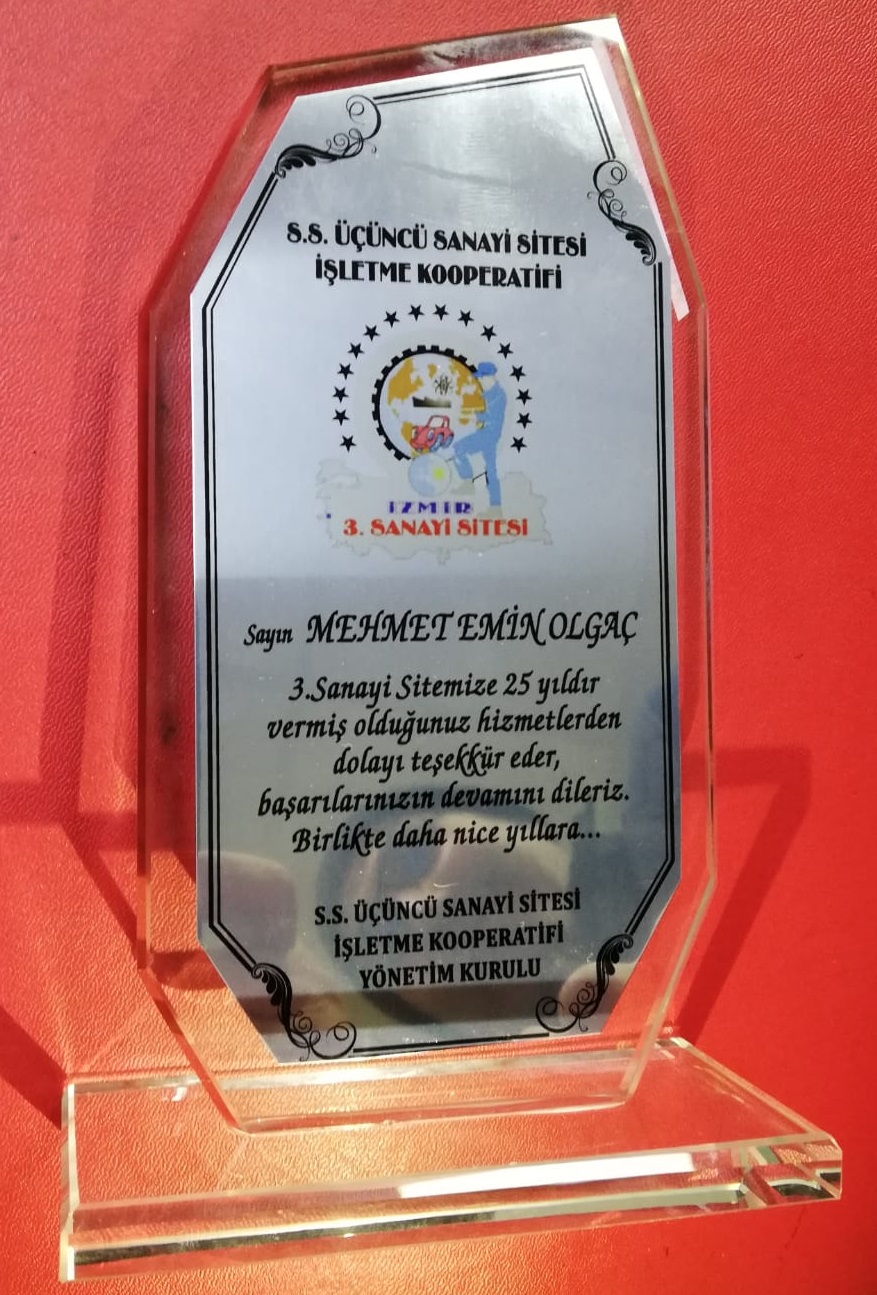 S.S. ÜÇÜNCÜ SANAYİ SİTESİ
İŞLETME KOOPERATİFİ
İZMİR
3. SANAYİ SİTESİ
Sayın MEHMET EMİN OLGAÇ
3.Sanayi Sitemize 25 yıldır
vermiş olduğunuz hizmetlerden
dolayı teşekkür eder,
başarılarınızın devamını dileriz.
Birlikte daha nice yıllara...
S.S. ÜÇÜNCÜ SANAYİ SİTESİ
İŞLETME KOOPERATİFİ
YÖNETİM KURULU